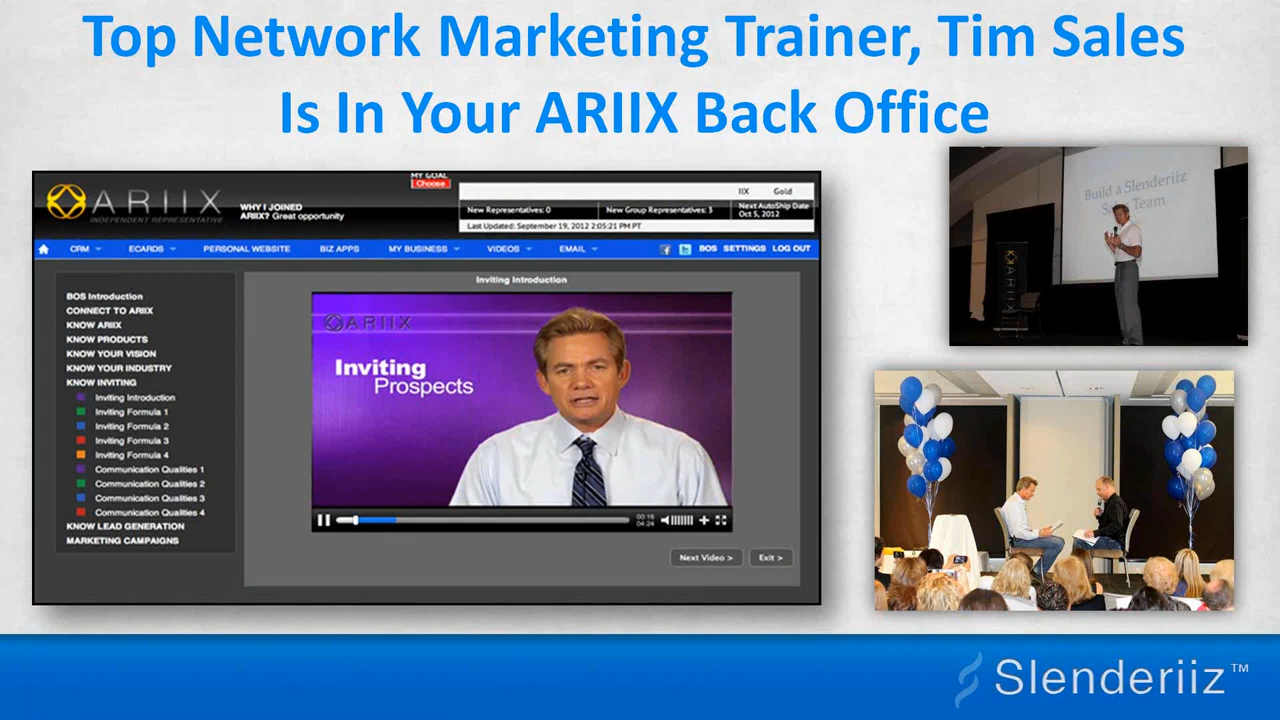 Top Network Marketing Trainer, Tim Sales
Is In Your ARIIX Back Office
ARIIX
INDEPENDENT REPRESENTATIVE
WHY I JOINED
ARIIX? Great opportunity
MY GOAL
Choose
IIX Gold
New Representatives: 0
New Group Representatives: 3
Next AutoShip Date
Oct 5, 2012
Last Updated: September 19, 2012 2:05:21 PM PT
CRM
ECARDS
PERSONAL WEBSITE
BIZ APPS
MY BUSINESS
VIDEOS
EMAIL
BOS
SETTINGS
LOG OUT
BOS Introduction
CONNECT TO ARIIX
KNOW ARIIX
KNOW PRODUCTS
KNOW YOUR VISION
KNOW YOUR INDUSTRY
KNOW INVITING
Inviting Introduction
Inviting Formula 1
Inviting Formula 2
Inviting Formula 3
Inviting Formula 4
Communication Qualities 1
Communication Qualities 2
Communication Qualities 3
Communication Qualities 4
KNOW LEAD GENERATION
MARKETING CAMPAIGNS
Inviting Introduction
ARIIX
Inviting
Prospects
00:16
04:24
Next Video >
Exit >
Build a Slenderiiz
Team
ARIIX
Slenderiiz™